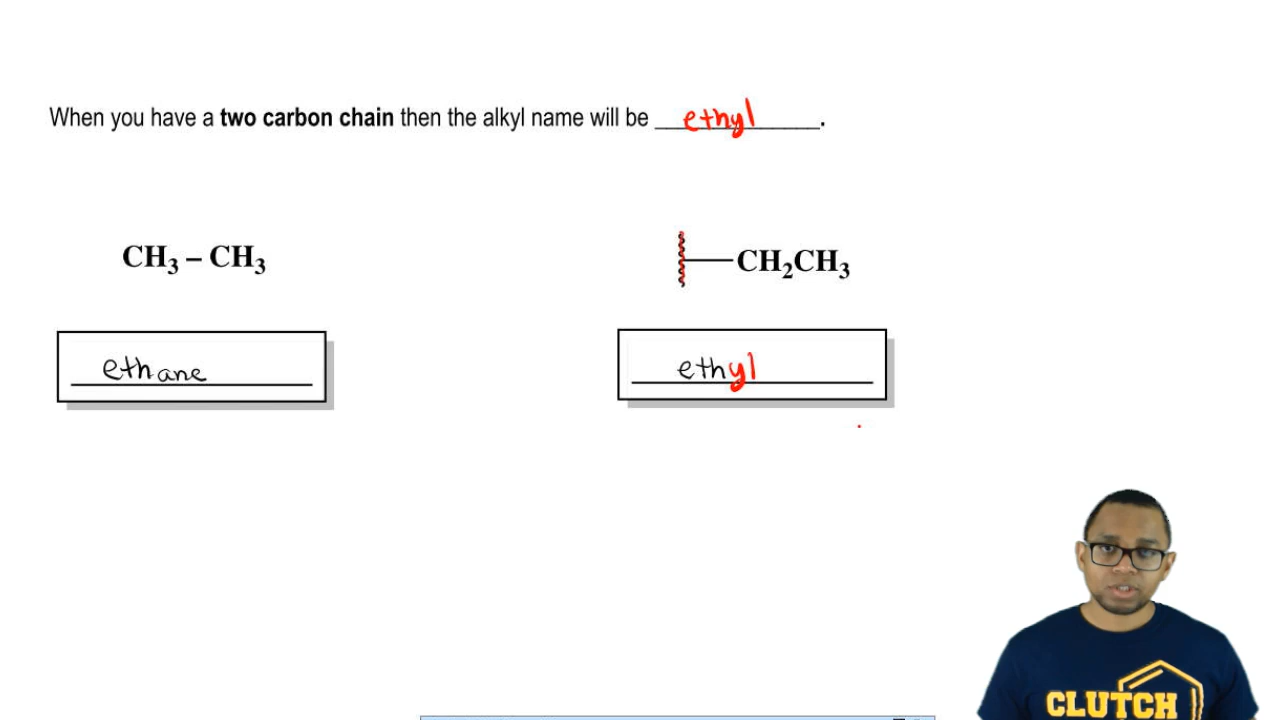 When you have a two carbon chain then the alkyl name will be ethyl.
CH₃ – CH₃
CH₂CH₃
ethane
ethyl
CLUTCH